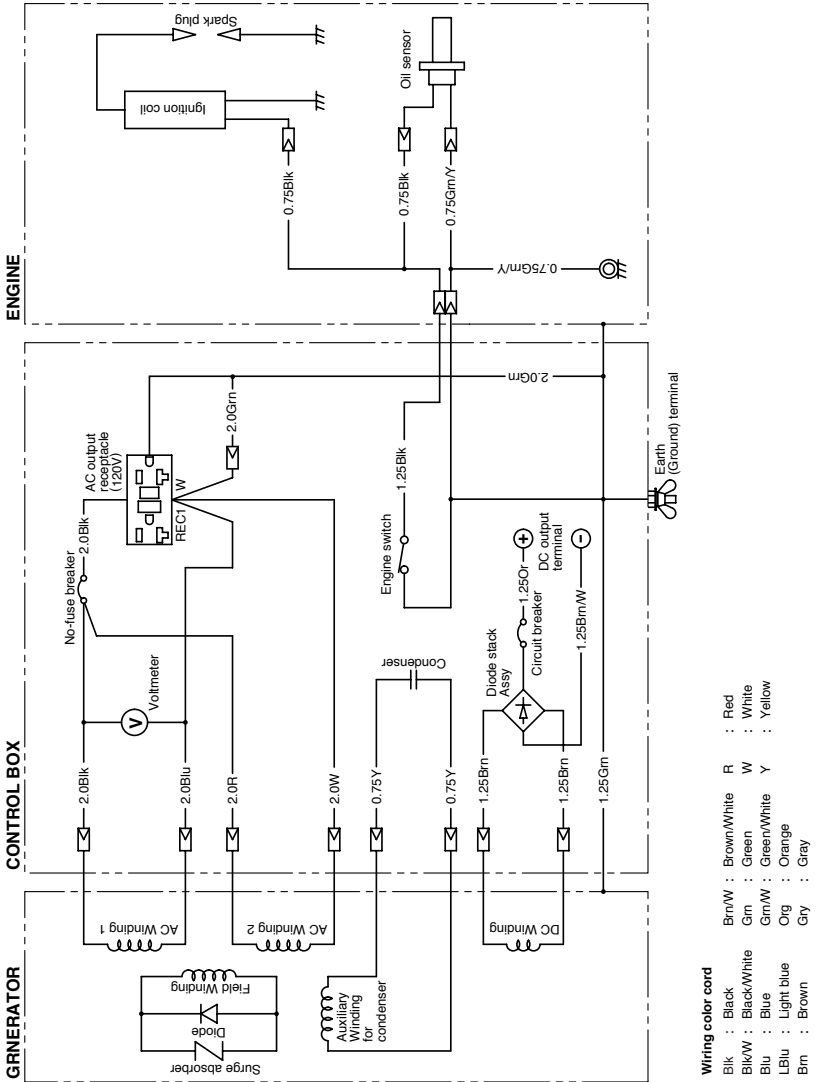 GRNERATOR
CONTROL BOX
ENGINE
Surge absorber
Diode
Field Winding
AC Winding 1
AC Winding 2
Auxiliary
Winding
for
condenser
DC Winding
2.0Blk
2.0Blu
2.0R
2.0W
0.75Y
0.75Y
1.25Brn
1.25Brn
1.25Grn
V
Voltmeter
No-fuse breaker
2.0Blk
AC output
receptacle
(120V)
REC1
W
2.0Grn
2.0Grn
Condenser
Engine switch
1.25Blk
Diode stack
Assy
Circuit breaker
1.25Or
+
DC output
terminal
−
1.25Brn/W
Earth
(Ground) terminal
Ignition coil
Spark plug
0.75Blk
Oil sensor
0.75Blk
0.75Grn/Y
0.75Grn/Y
Wiring color cord
Blk : Black Brn/W : Brown/White R : Red
Blk/W : Black/White Grn : Green W : White
Blu : Blue Grn/W : Green/White Y : Yellow
LBlu : Light blue Org : Orange
Brn : Brown Gry : Gray